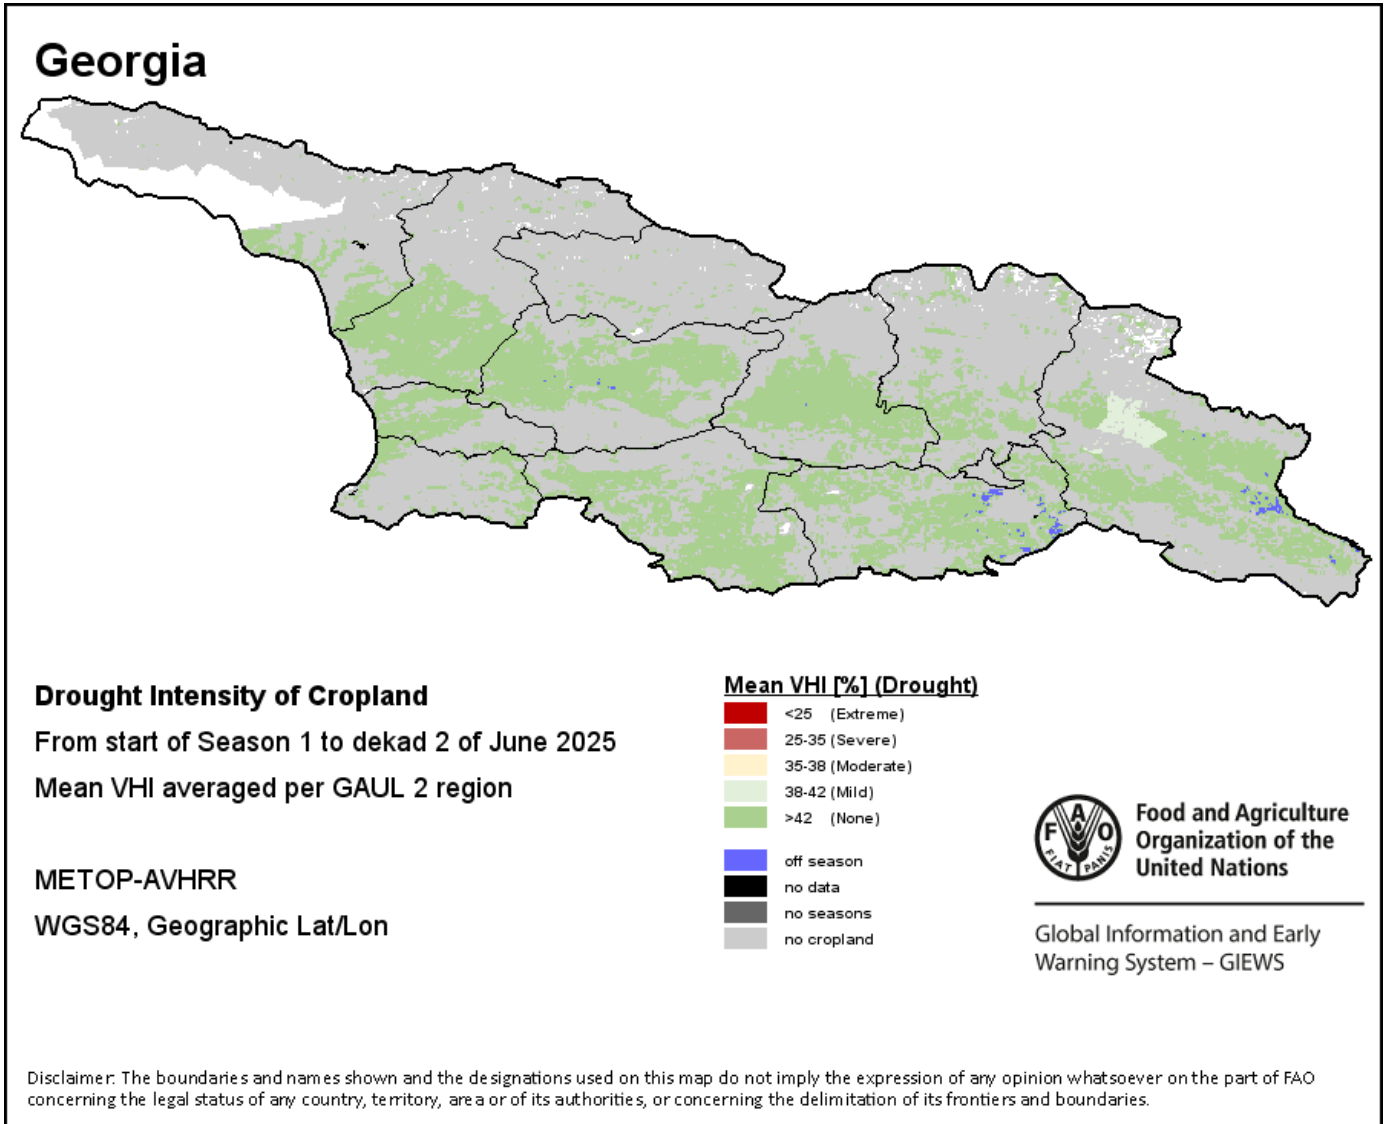 Georgia
Drought Intensity of Cropland
From start of Season 1 to dekad 2 of June 2025
Mean VHI averaged per GAUL 2 region
METOP-AVHRR
WGS84, Geographic Lat/Lon
Mean VHI [%] (Drought)
<25 (Extreme)
25-35 (Severe)
35-38 (Moderate)
38-42 (Mild)
>42 (None)
off season
no data
no seasons
no cropland
F A O
FIAT PANIS
Food and Agriculture
Organization of the
United Nations
Global Information and Early
Warning System – GIEWS
Disclaimer: The boundaries and names shown and the designations used on this map do not imply the expression of any opinion whatsoever on the part of FAO
concerning the legal status of any country, territory, area or of its authorities, or concerning the delimitation of its frontiers and boundaries.